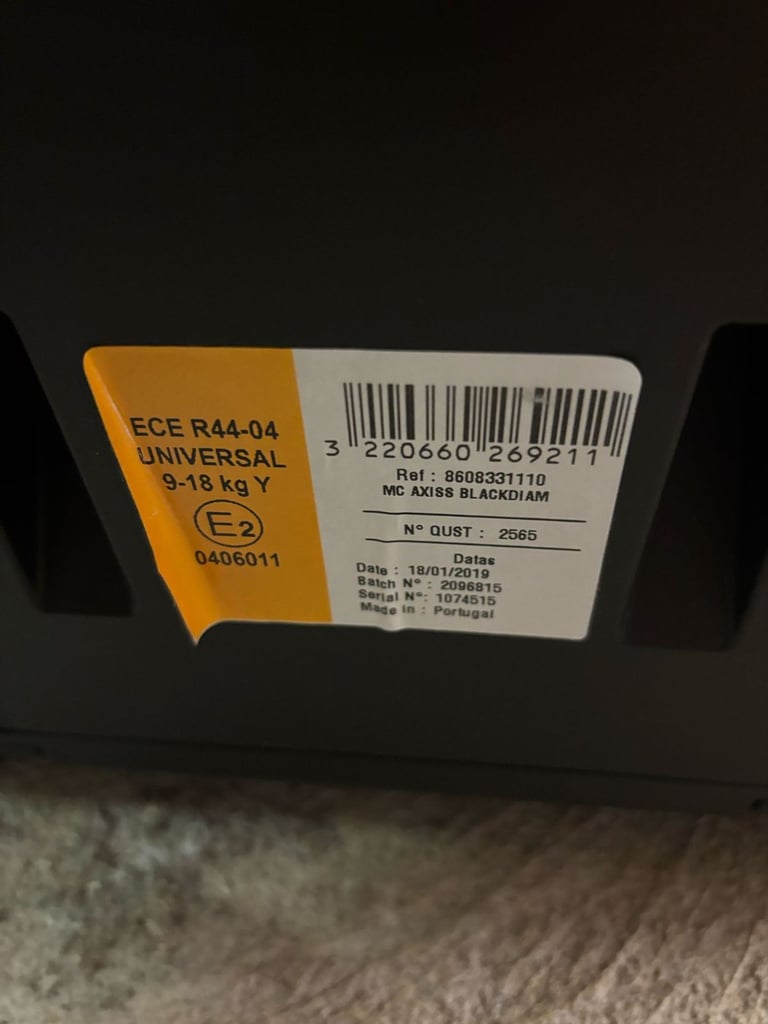 ECE R44-04
UNIVERSAL
9-18 kg Y
E2
0406011
3 220660 269211
Ref : 8608331110
MC AXISS BLACKDIAM
N° QUST : 2565
Datas
Date : 18/01/2019
Batch N° : 2096815
Serial N°: 1074515
Made in : Portugal